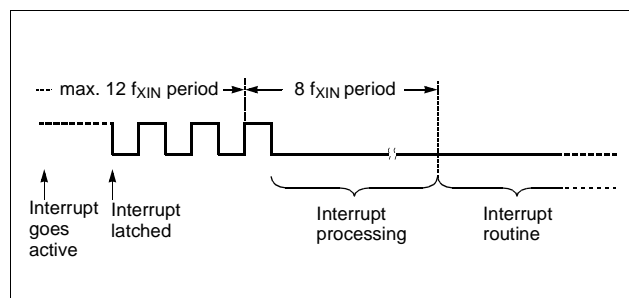 max. 12 fXIN period
8 fXIN period
Interrupt
goes
active
Interrupt
latched
Interrupt
processing
Interrupt
routine